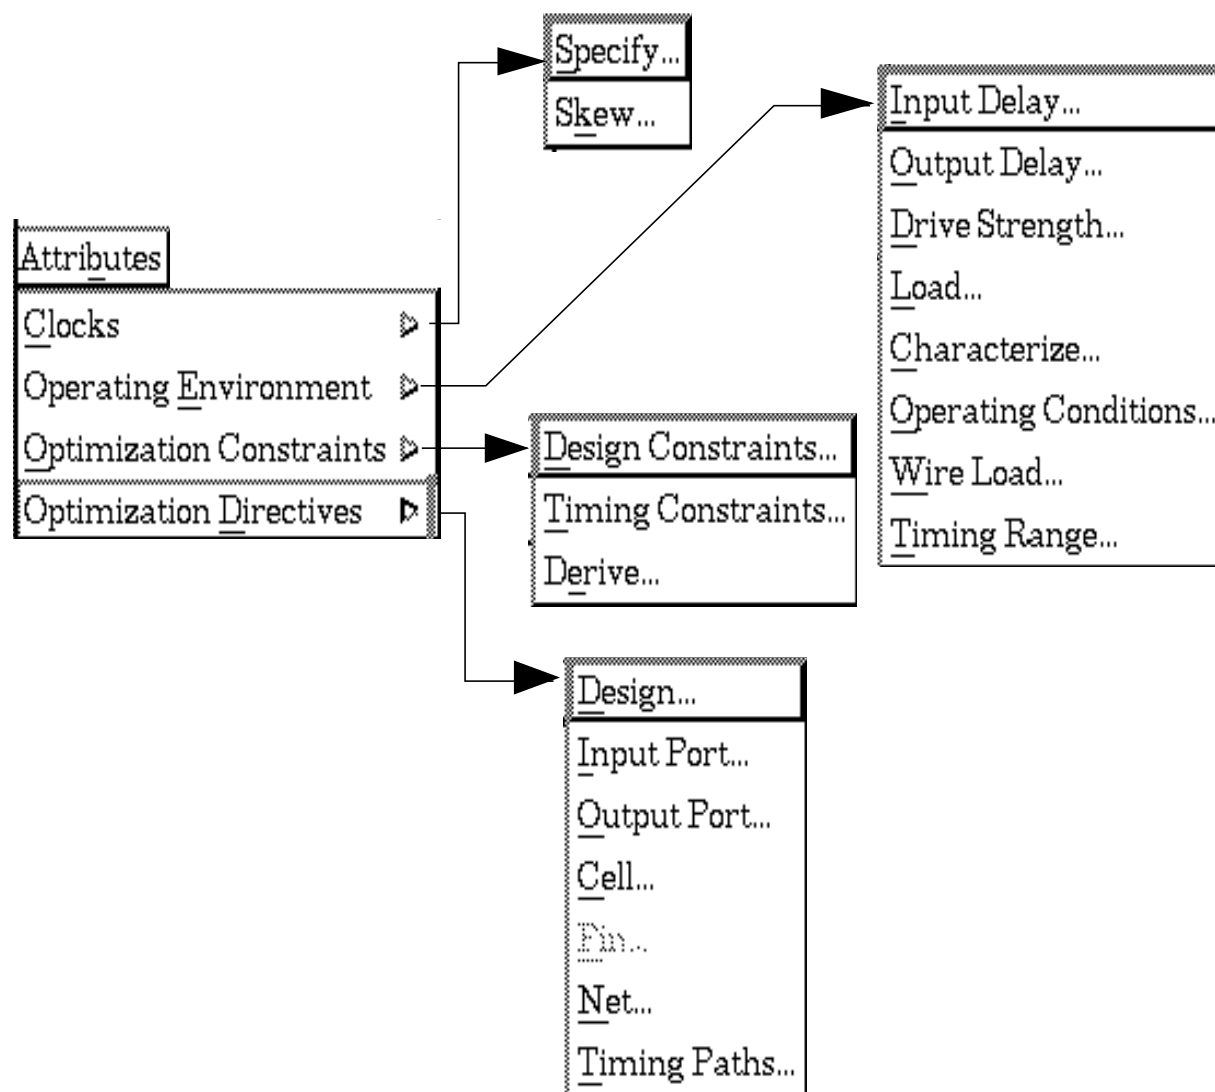 Attributes
Clocks
Operating Environment
Optimization Constraints
Optimization Directives
Specify...
Skew...
Input Delay...
Output Delay...
Drive Strength...
Load...
Characterize...
Operating Conditions...
Wire Load...
Timing Range...
Design Constraints...
Timing Constraints...
Derive...
Design...
Input Port...
Output Port...
Cell...
Pin...
Net...
Timing Paths...